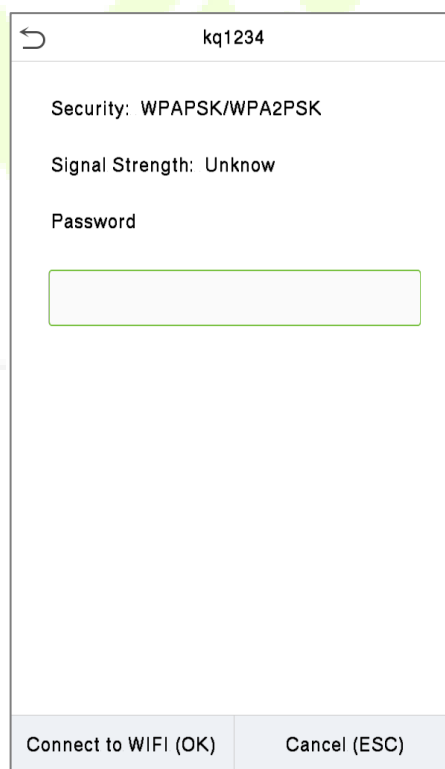 kq1234
Security: WPAPSK/WPA2PSK
Signal Strength: Unknow
Password
Connect to WIFI (OK)
Cancel (ESC)